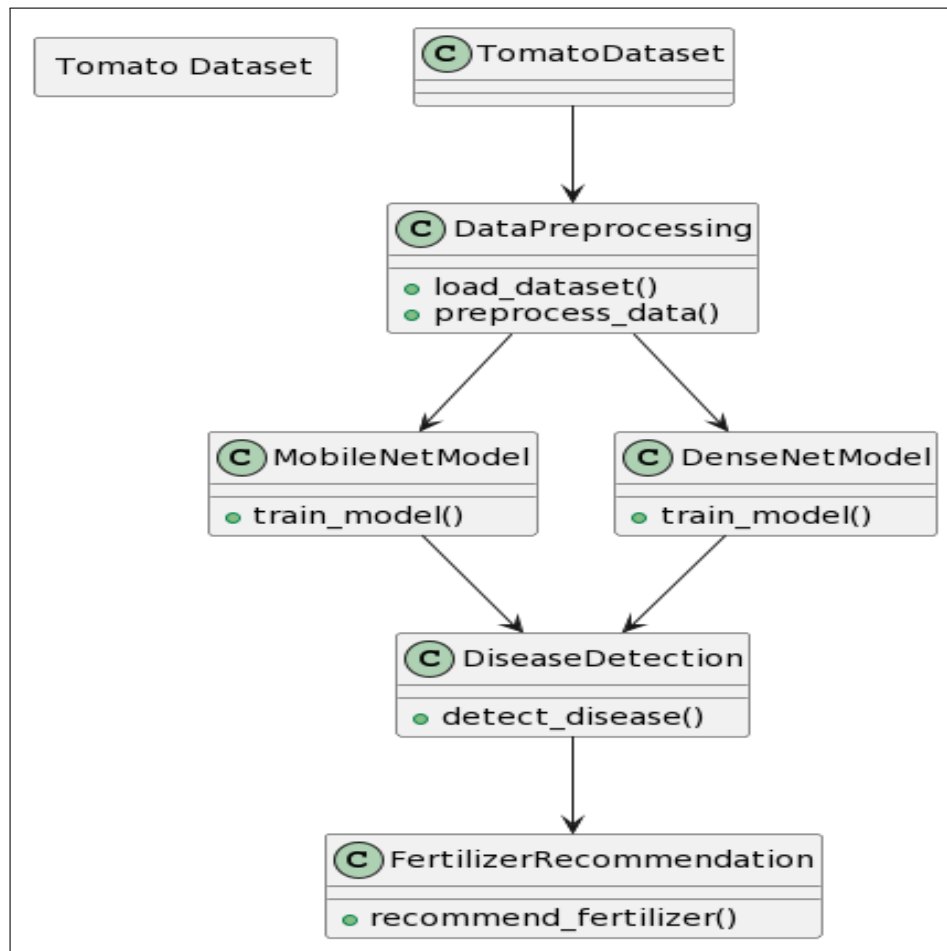 Tomato Dataset
C TomatoDataset
C DataPreprocessing
load_dataset()
preprocess_data()
C MobileNetModel
train_model()
C DenseNetModel
train_model()
C DiseaseDetection
detect_disease()
C FertilizerRecommendation
recommend_fertilizer()